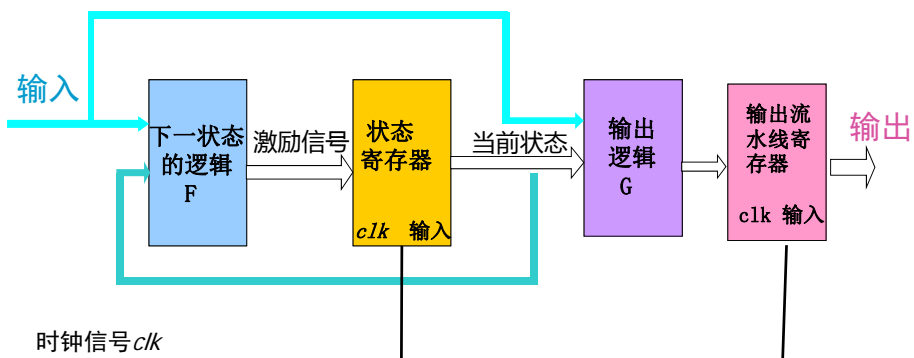 输入
下一状态
的逻辑
F
激励信号
状态
寄存器
clk 输入
当前状态
输出
逻辑
G
输出流
水线寄
存器
clk 输入
输出
时钟信号clk